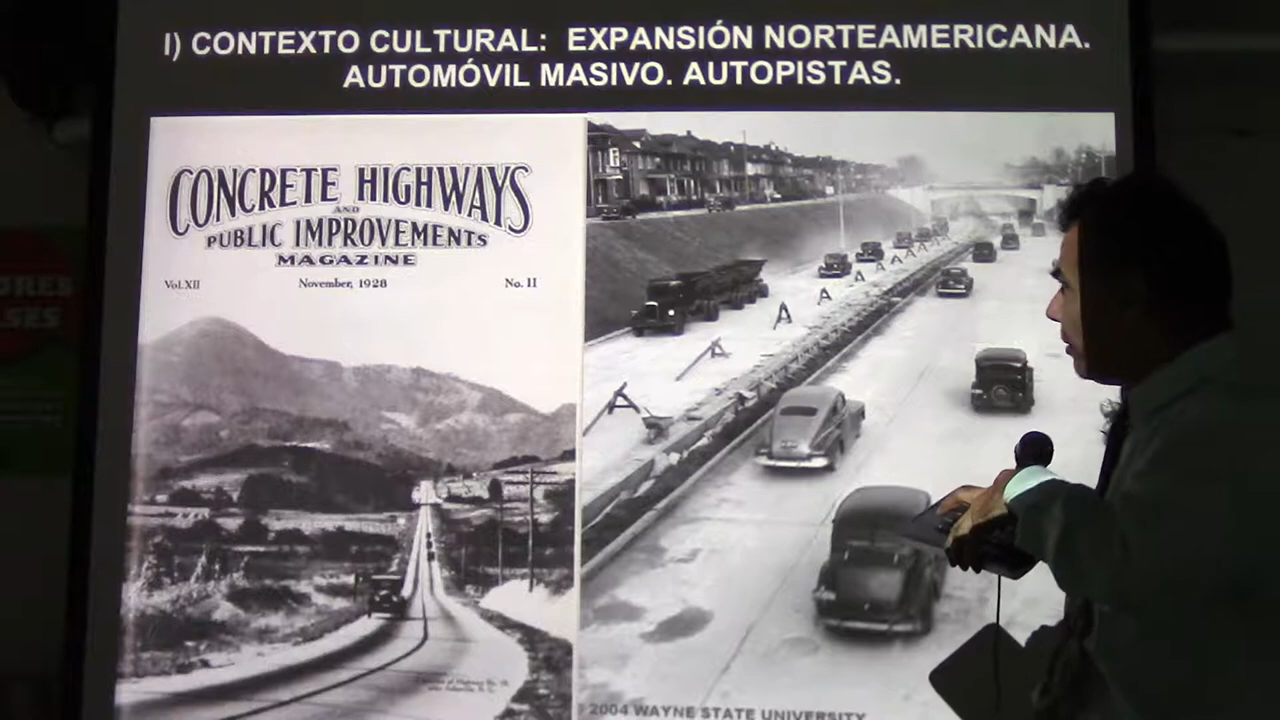 I) CONTEXTO CULTURAL: EXPANSIÓN NORTEAMERICANA.
AUTOMÓVIL MASIVO. AUTOPISTAS.
CONCRETE HIGHWAYS
AND
PUBLIC IMPROVEMENTS
MAGAZINE
Vol.XII November, 1928 No. II
2004 WAYNE STATE UNIVERSITY